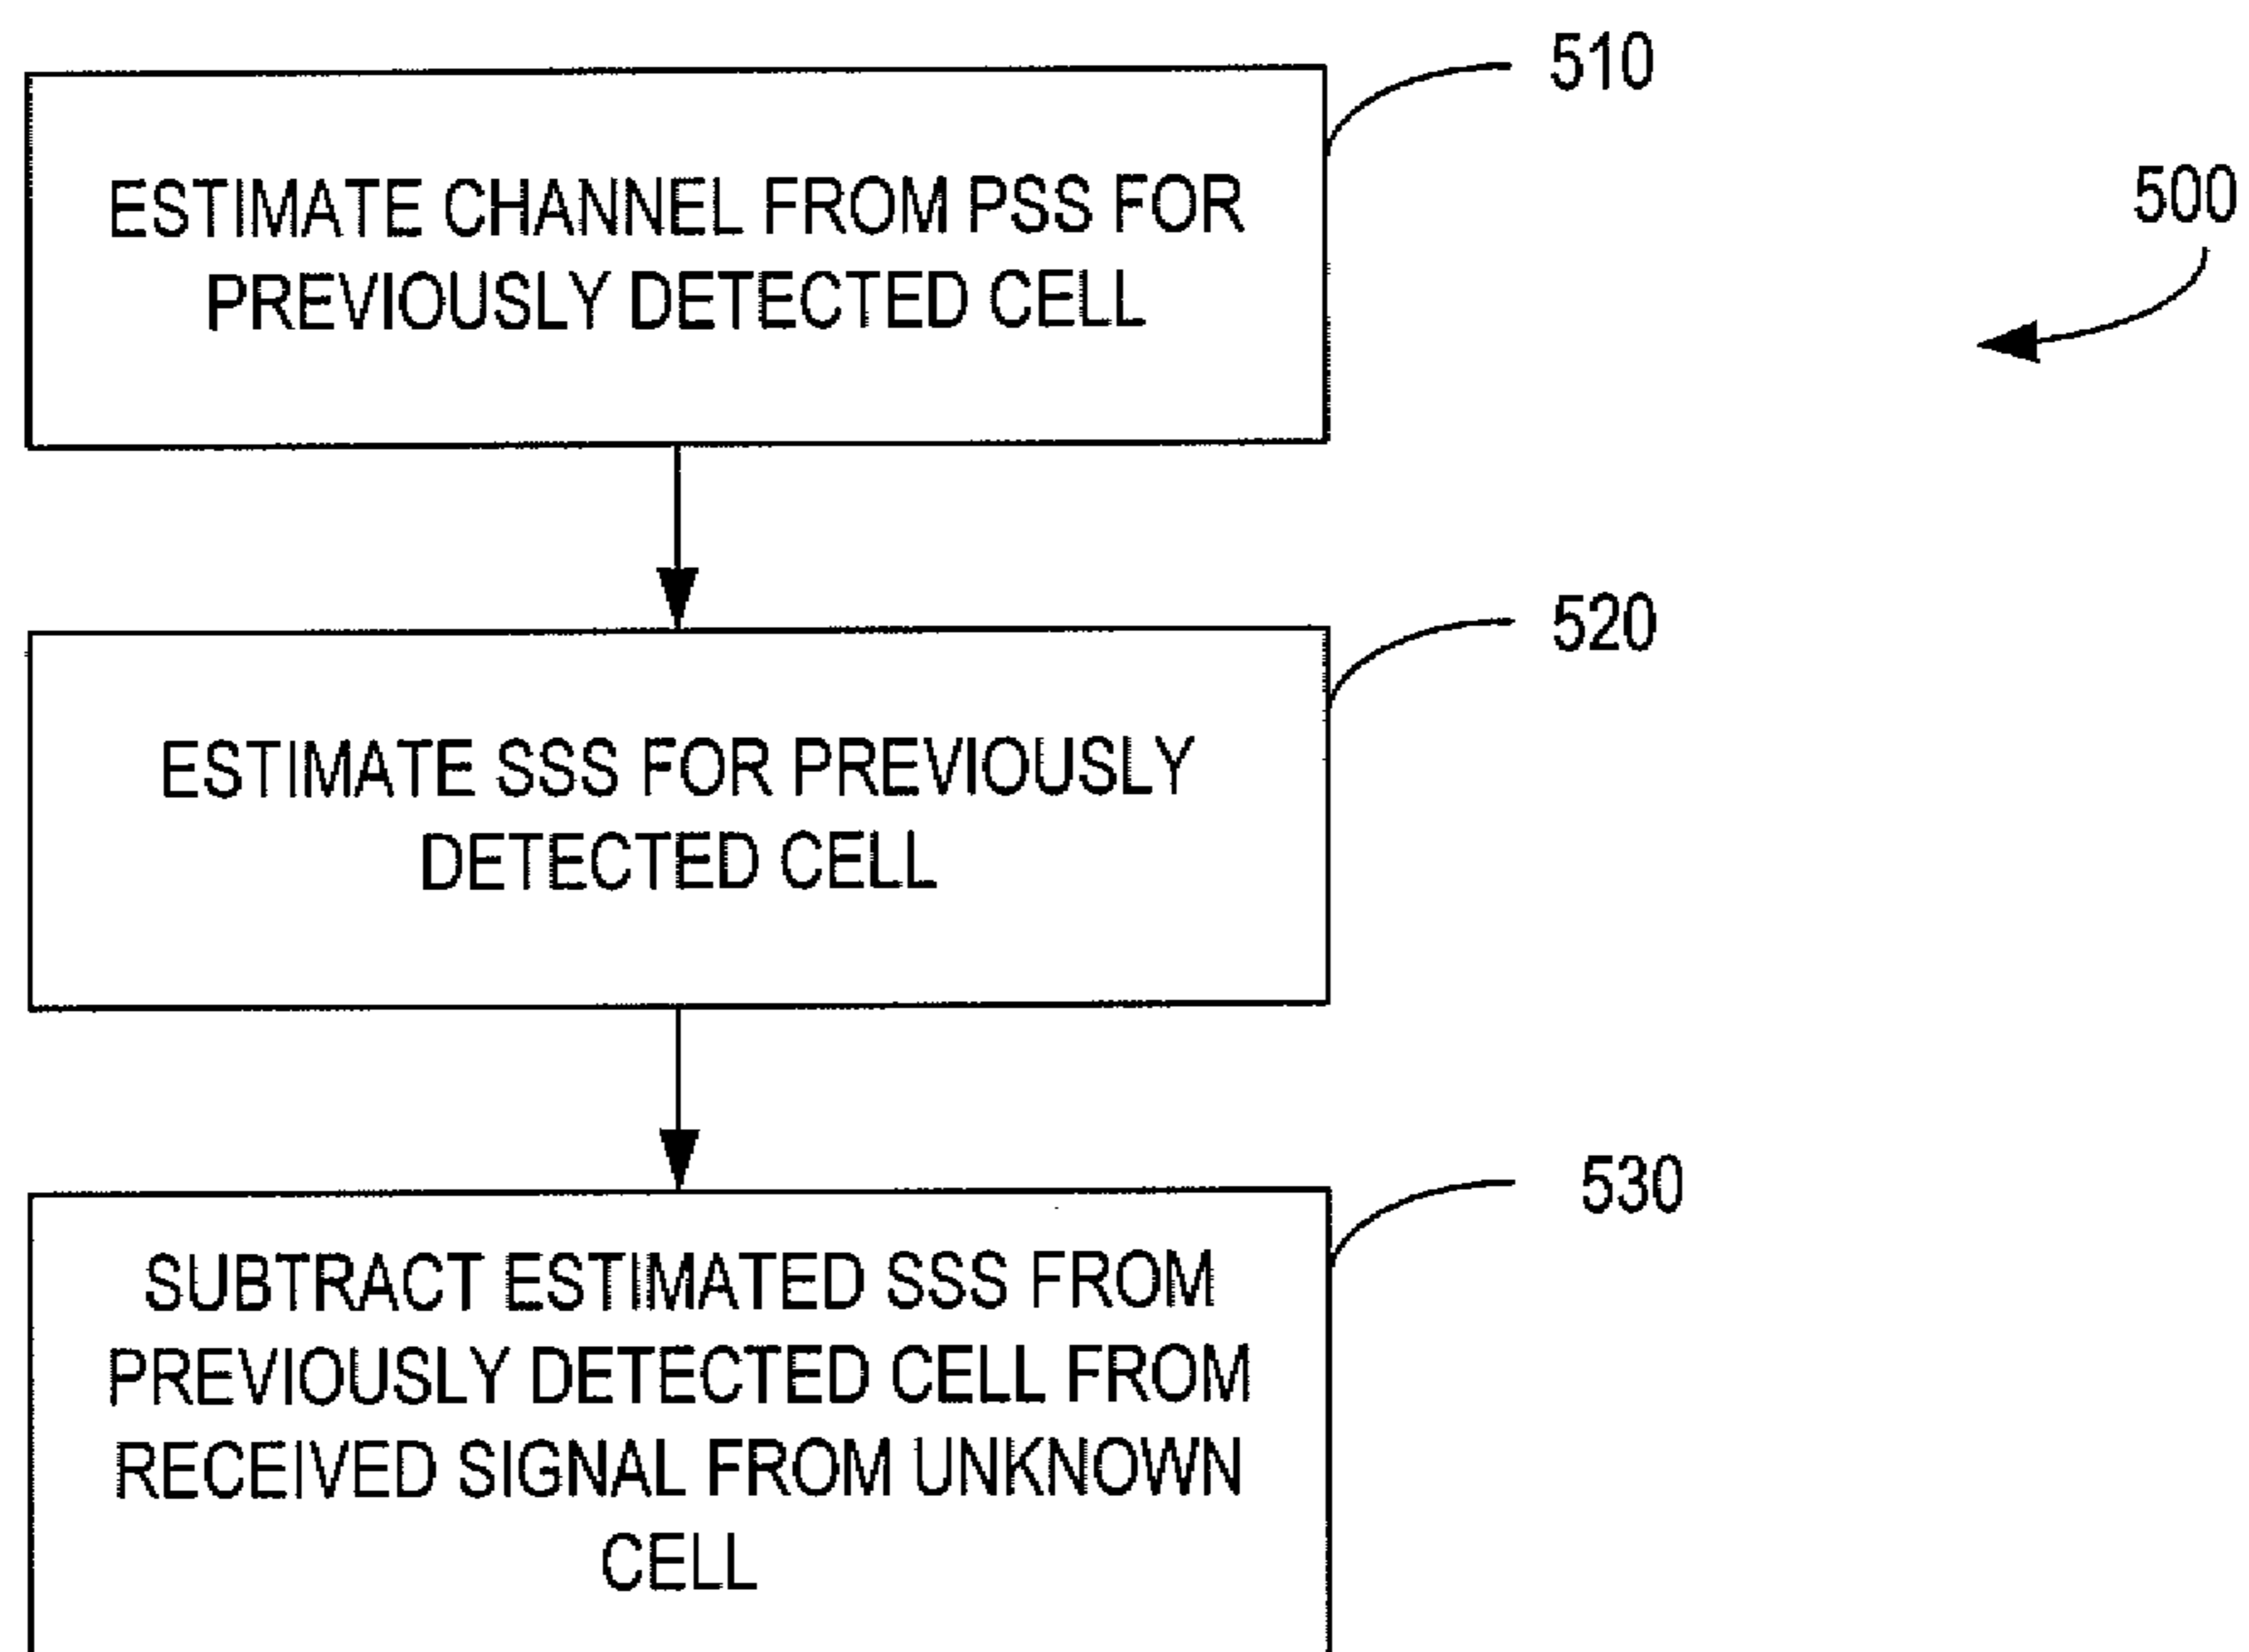 510
ESTIMATE CHANNEL FROM PSS FOR
PREVIOUSLY DETECTED CELL
500
520
ESTIMATE SSS FOR PREVIOUSLY
DETECTED CELL
530
SUBTRACT ESTIMATED SSS FROM
PREVIOUSLY DETECTED CELL FROM
RECEIVED SIGNAL FROM UNKNOWN
CELL